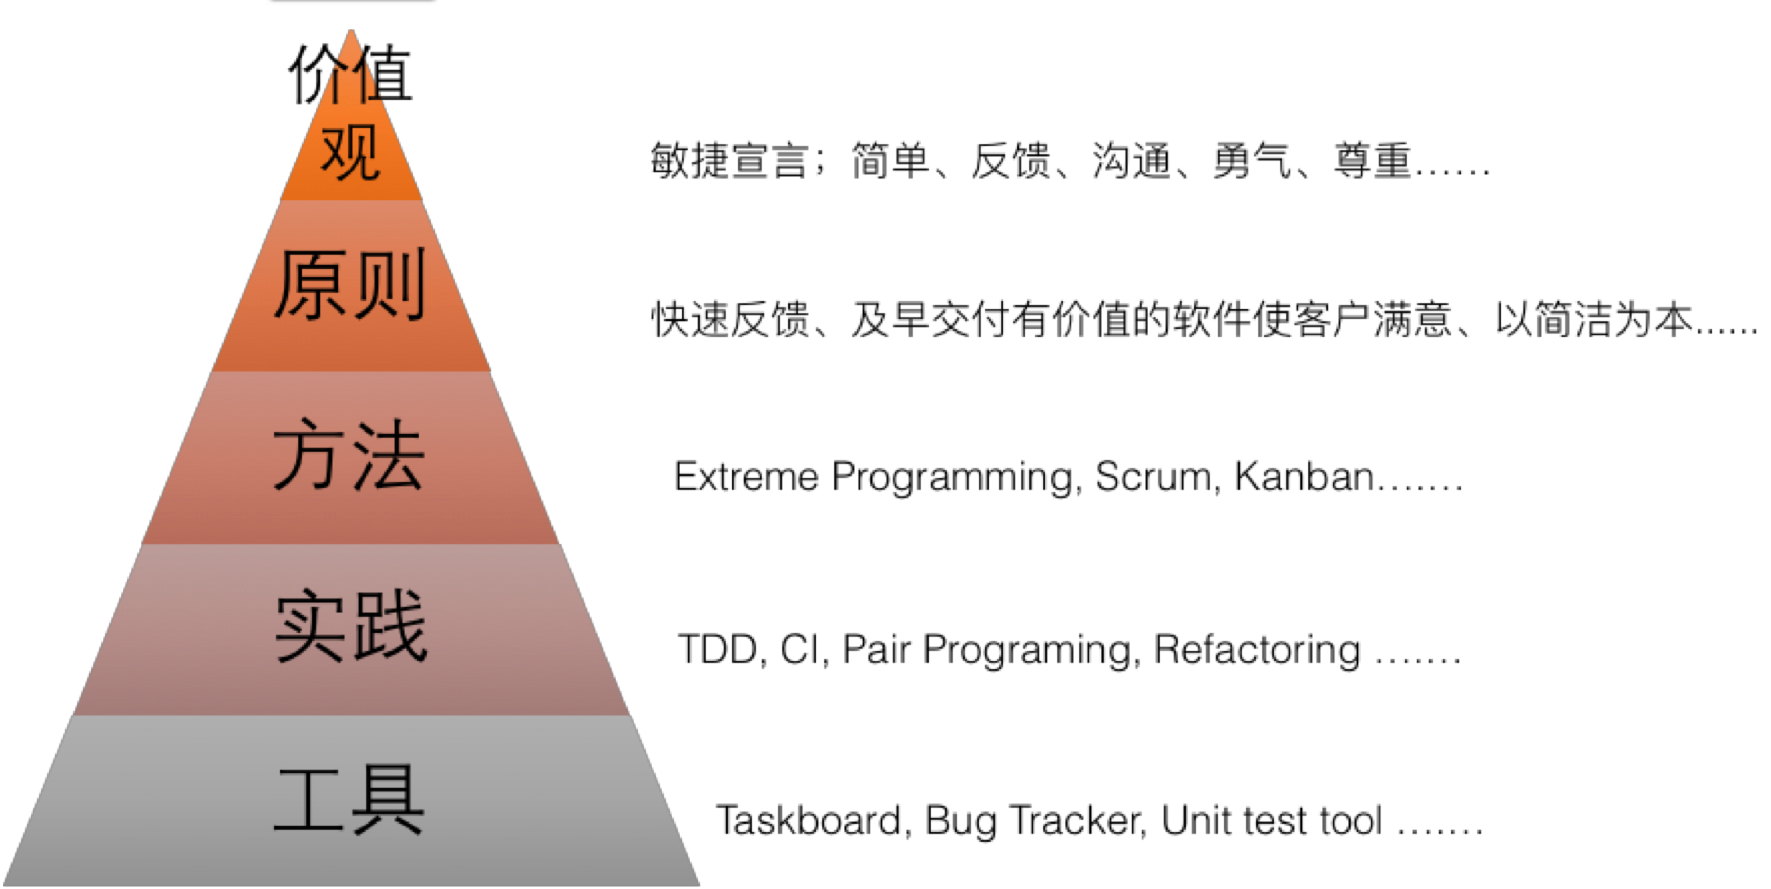 价值
观
敏捷宣言；简单、反馈、沟通、勇气、尊重……
原则
快速反馈、及早交付有价值的软件使客户满意、以简洁为本......
方法
Extreme Programming, Scrum, Kanban…….
实践
TDD, CI, Pair Programing, Refactoring …….
工具
Taskboard, Bug Tracker, Unit test tool …….